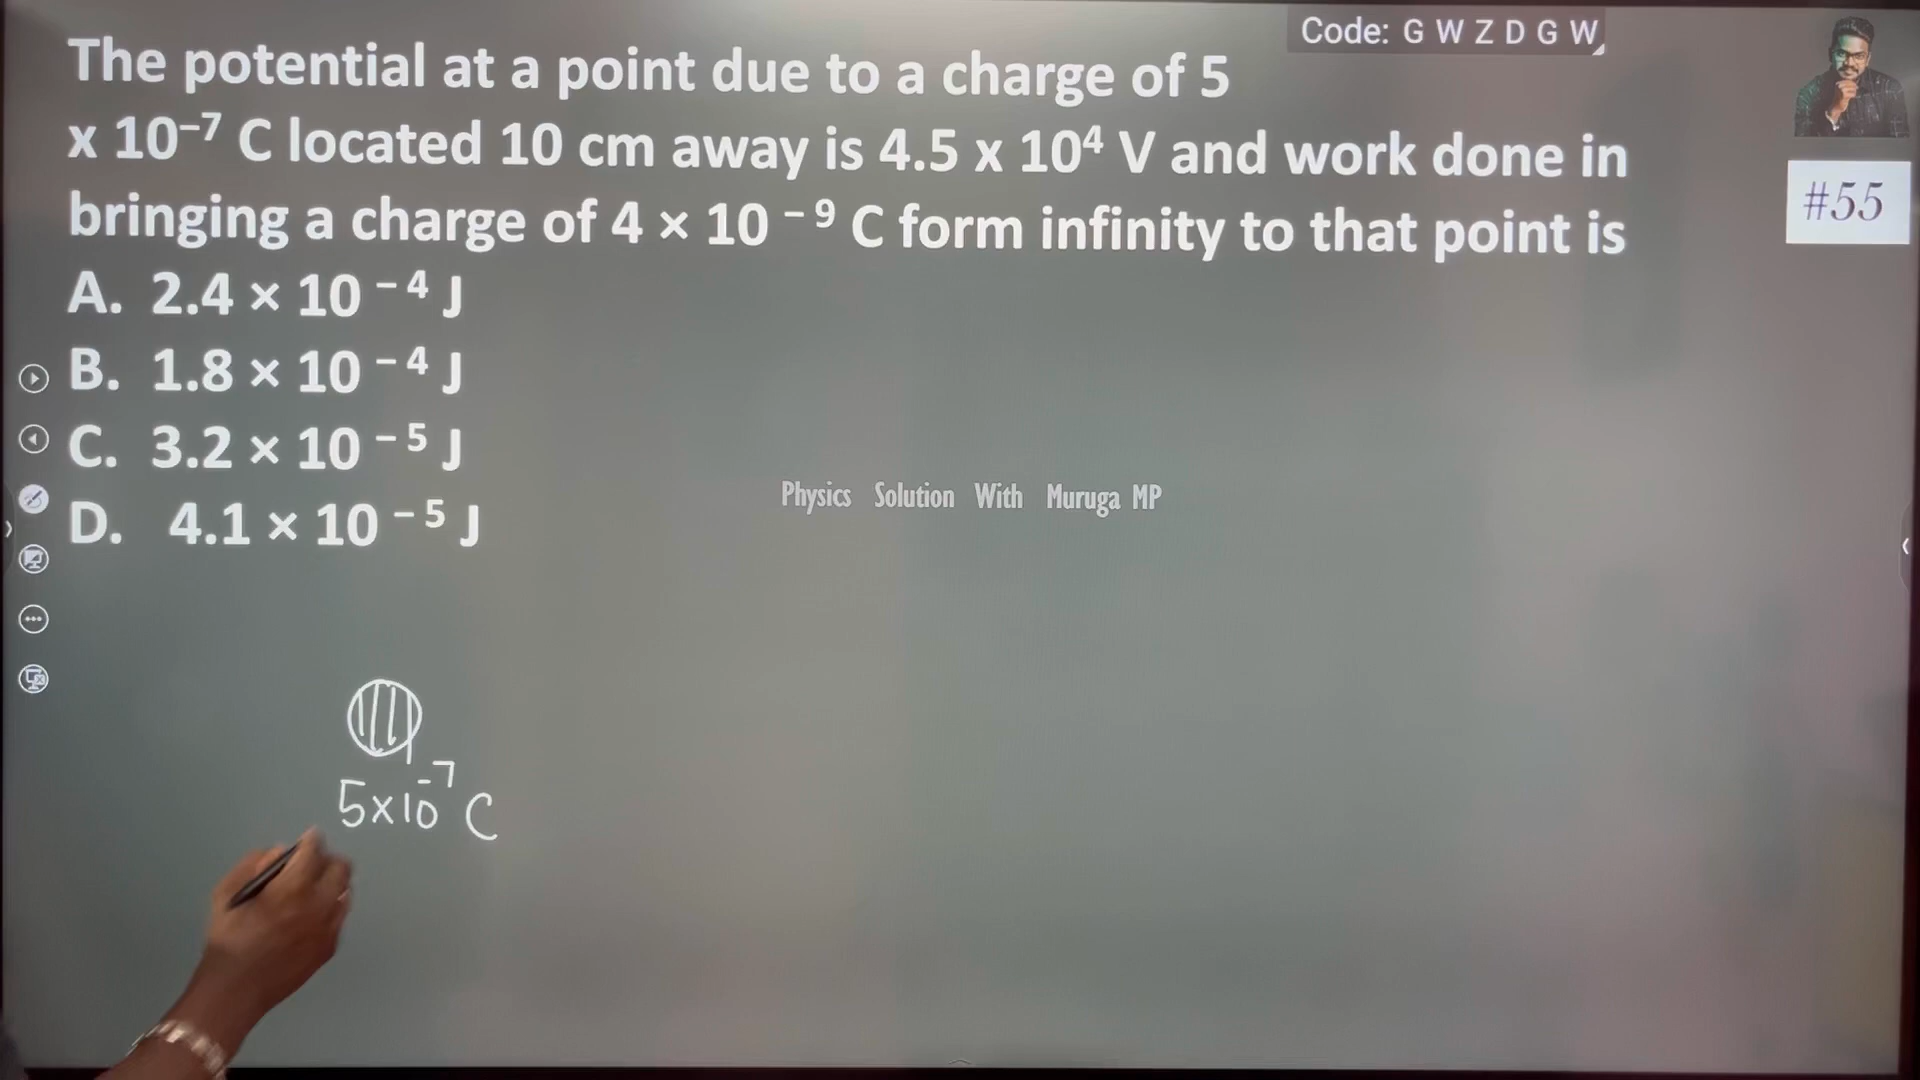 Code: G W Z D G W
The potential at a point due to a charge of 5
x 10⁻⁷ C located 10 cm away is 4.5 x 10⁴ V and work done in
bringing a charge of 4 × 10 ⁻ ⁹ C form infinity to that point is
#55
A. 2.4 × 10 ⁻ ⁴ J
B. 1.8 × 10 ⁻ ⁴ J
C. 3.2 × 10 ⁻ ⁵ J
D. 4.1 × 10 ⁻ ⁵ J
Physics Solution With Muruga MP
5×10⁻⁷ C